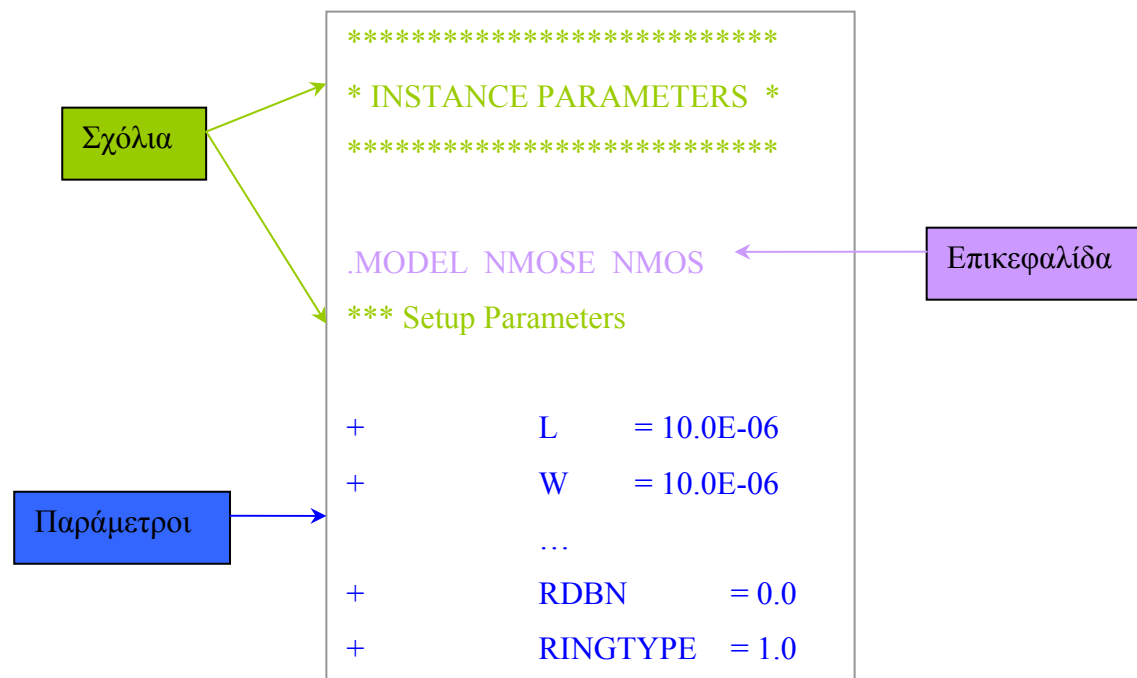 ***************************
* INSTANCE PARAMETERS *
Σχόλια
***************************
.MODEL NMOSE NMOS
Επικεφαλίδα
*** Setup Parameters
+ L = 10.0E-06
+ W = 10.0E-06
Παράμετροι
…
+ RDBN = 0.0
+ RINGTYPE = 1.0